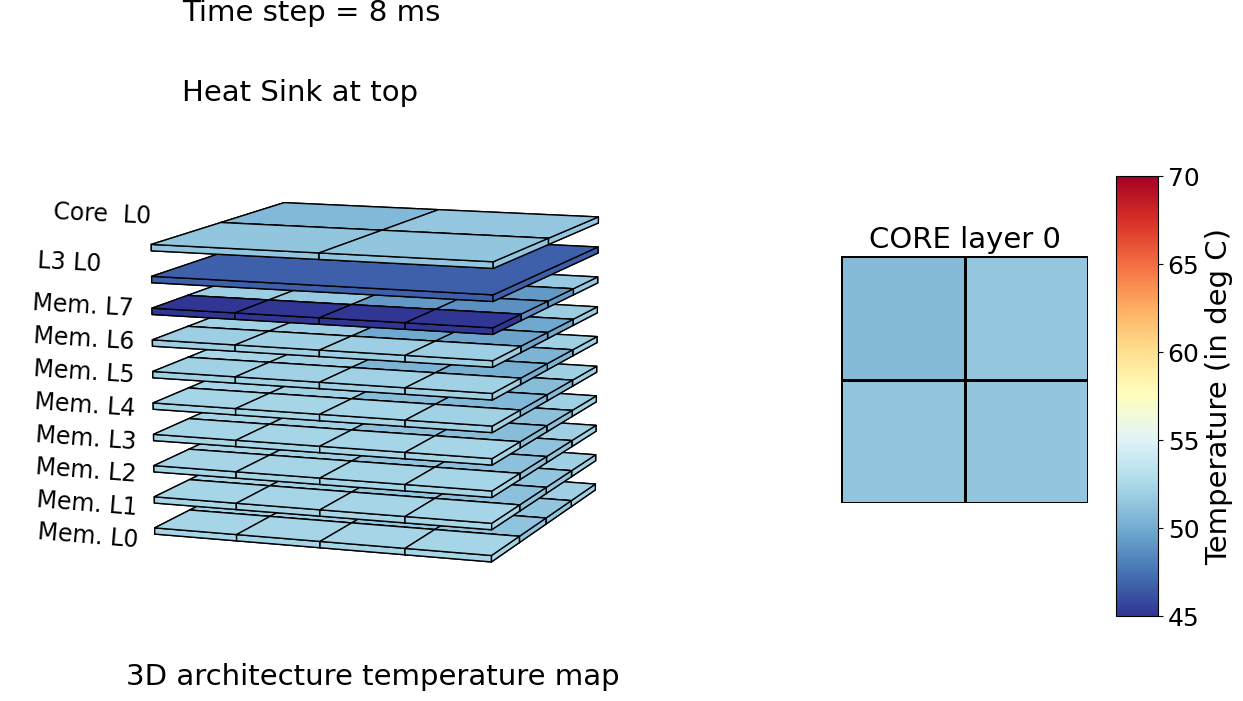 Time step = 8 ms
Heat Sink at top
Core  L0
L3 L0
Mem. L7
Mem. L6
Mem. L5
Mem. L4
Mem. L3
Mem. L2
Mem. L1
Mem. L0
3D architecture temperature map
CORE layer 0
70
65
60
55
50
45
Temperature (in deg C)